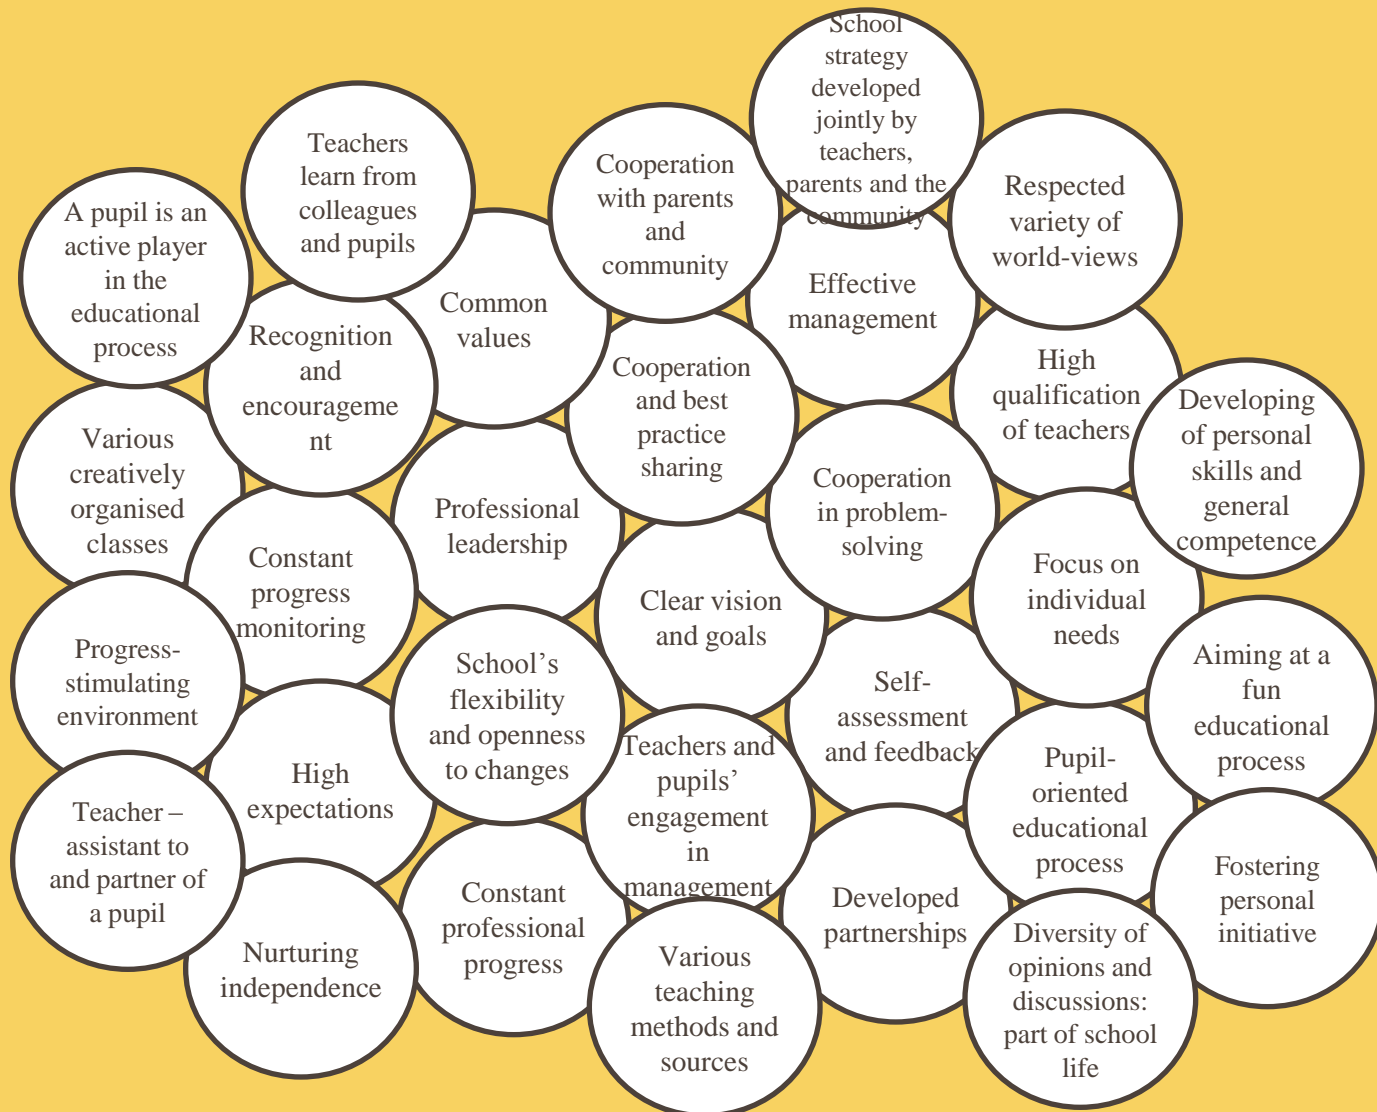 School
strategy
developed
jointly by
teachers,
parents and the
community
Teachers
learn from
colleagues
and pupils
Cooperation
with parents
and
community
Respected
variety of
world-views
A pupil is an
active player
in the
educational
process
Common
values
Effective
management
Recognition
and
encourageme
nt
Cooperation
and best
practice
sharing
High
qualification
of teachers
Developing
of personal
skills and
general
competence
Various
creatively
organised
classes
Professional
leadership
Cooperation
in problem-
solving
Constant
progress
monitoring
Clear vision
and goals
Focus on
individual
needs
Progress-
stimulating
environment
School’s
flexibility
and openness
to changes
Self-
assessment
and feedback
Aiming at a
fun
educational
process
High
expectations
Teachers and
pupils’
engagement
in
management
Pupil-
oriented
educational
process
Teacher –
assistant to
and partner of
a pupil
Constant
professional
progress
Developed
partnerships
Fostering
personal
initiative
Nurturing
independence
Various
teaching
methods and
sources
Diversity of
opinions and
discussions:
part of school
life